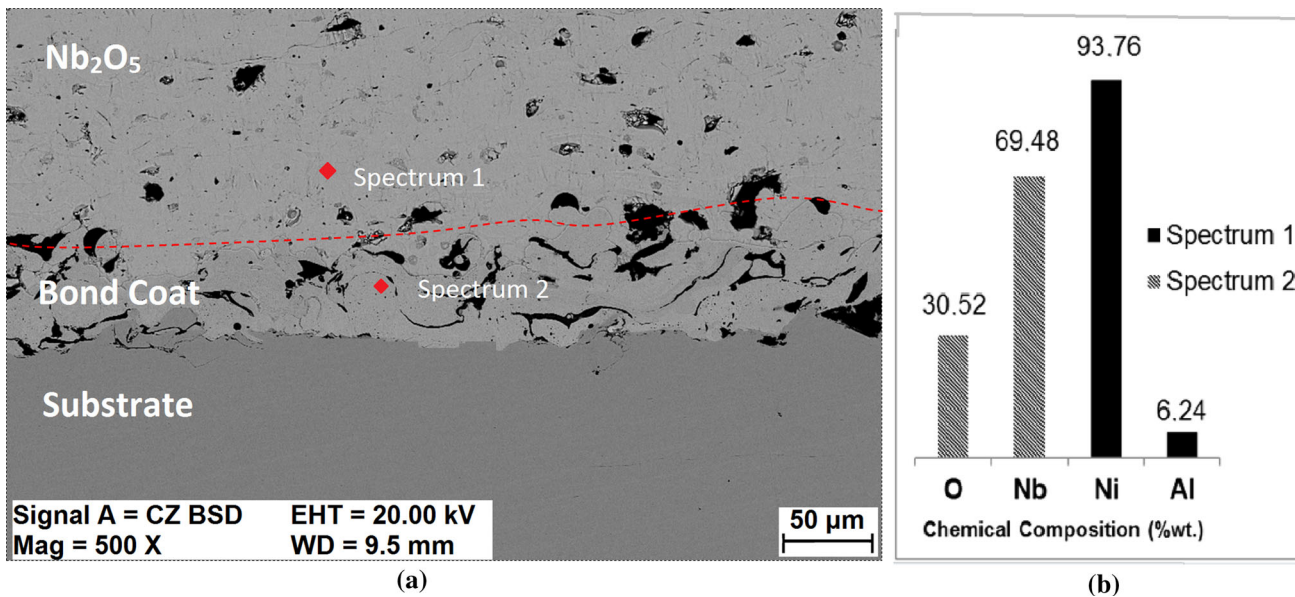 Nb₂O₅
Spectrum 1
Bond Coat
Spectrum 2
Substrate
Signal A = CZ BSD EHT = 20.00 kV
Mag = 500 X WD = 9.5 mm
50 µm
(a)
93.76
69.48
30.52
6.24
Spectrum 1
Spectrum 2
O Nb Ni Al
Chemical Composition (%wt.)
(b)